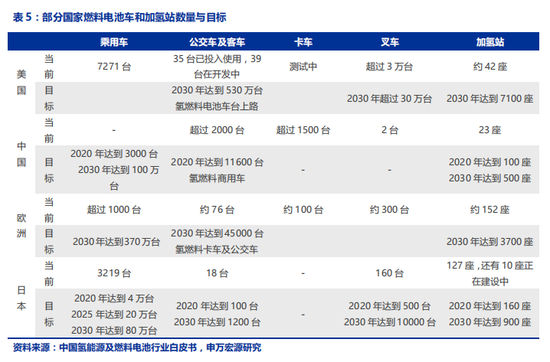 表 5：部分国家燃料电池车和加氢站数量与目标
乘用车 公交车及客车 卡车 叉车 加氢站
美国
当前 7271 台 35 台已投入使用，39 台在开发中 测试中 超过 3 万台 约 42 座
目标 2030 年达到 530 万台氢燃料电池车台上路 2030 年超过 30 万台 2030 年达到 7100 座
中国
当前 - 超过 2000 台 超过 1500 台 2 台 23 座
目标 2020 年达到 3000 台 2030 年达到 100 万台 2020 年达到 11600 台氢燃料商用车 - - 2020 年达到 100 座 2030 年达到 500 座
欧洲
当前 超过 1000 台 约 76 台 约 100 台 约 300 台 约 152 座
目标 2030 年达到 370 万台 2030 年达到 45000 台氢燃料卡车及公交车 2030 年达到 3700 座
日本
当前 3219 台 18 台 160 台 127 座，还有 10 座正在建设中
目标 2020 年达到 4 万台 2025 年达到 20 万台 2030 年达到 80 万台 2020 年达到 100 台 2030 年达到 1200 台 - 2020 年达到 500 台 2030 年达到 10000 台 2020 年达到 160 座 2030 年达到 900 座
资料来源：中国氢能源及燃料电池行业白皮书，申万宏源研究